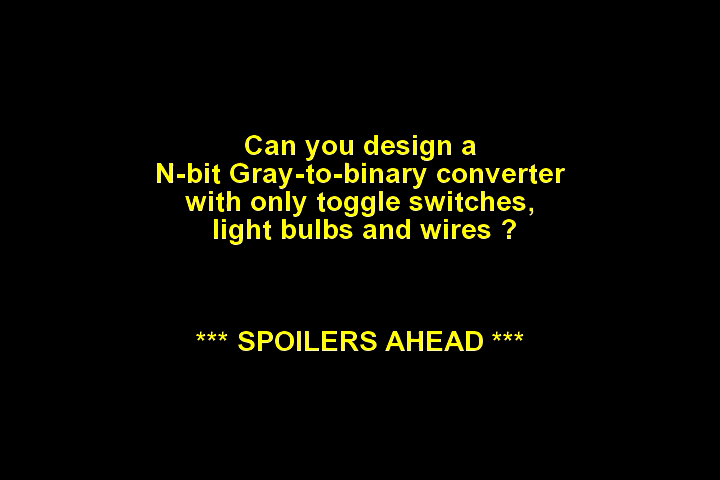 Can you design a
N-bit Gray-to-binary converter
with only toggle switches,
light bulbs and wires ?
*** SPOILERS AHEAD ***